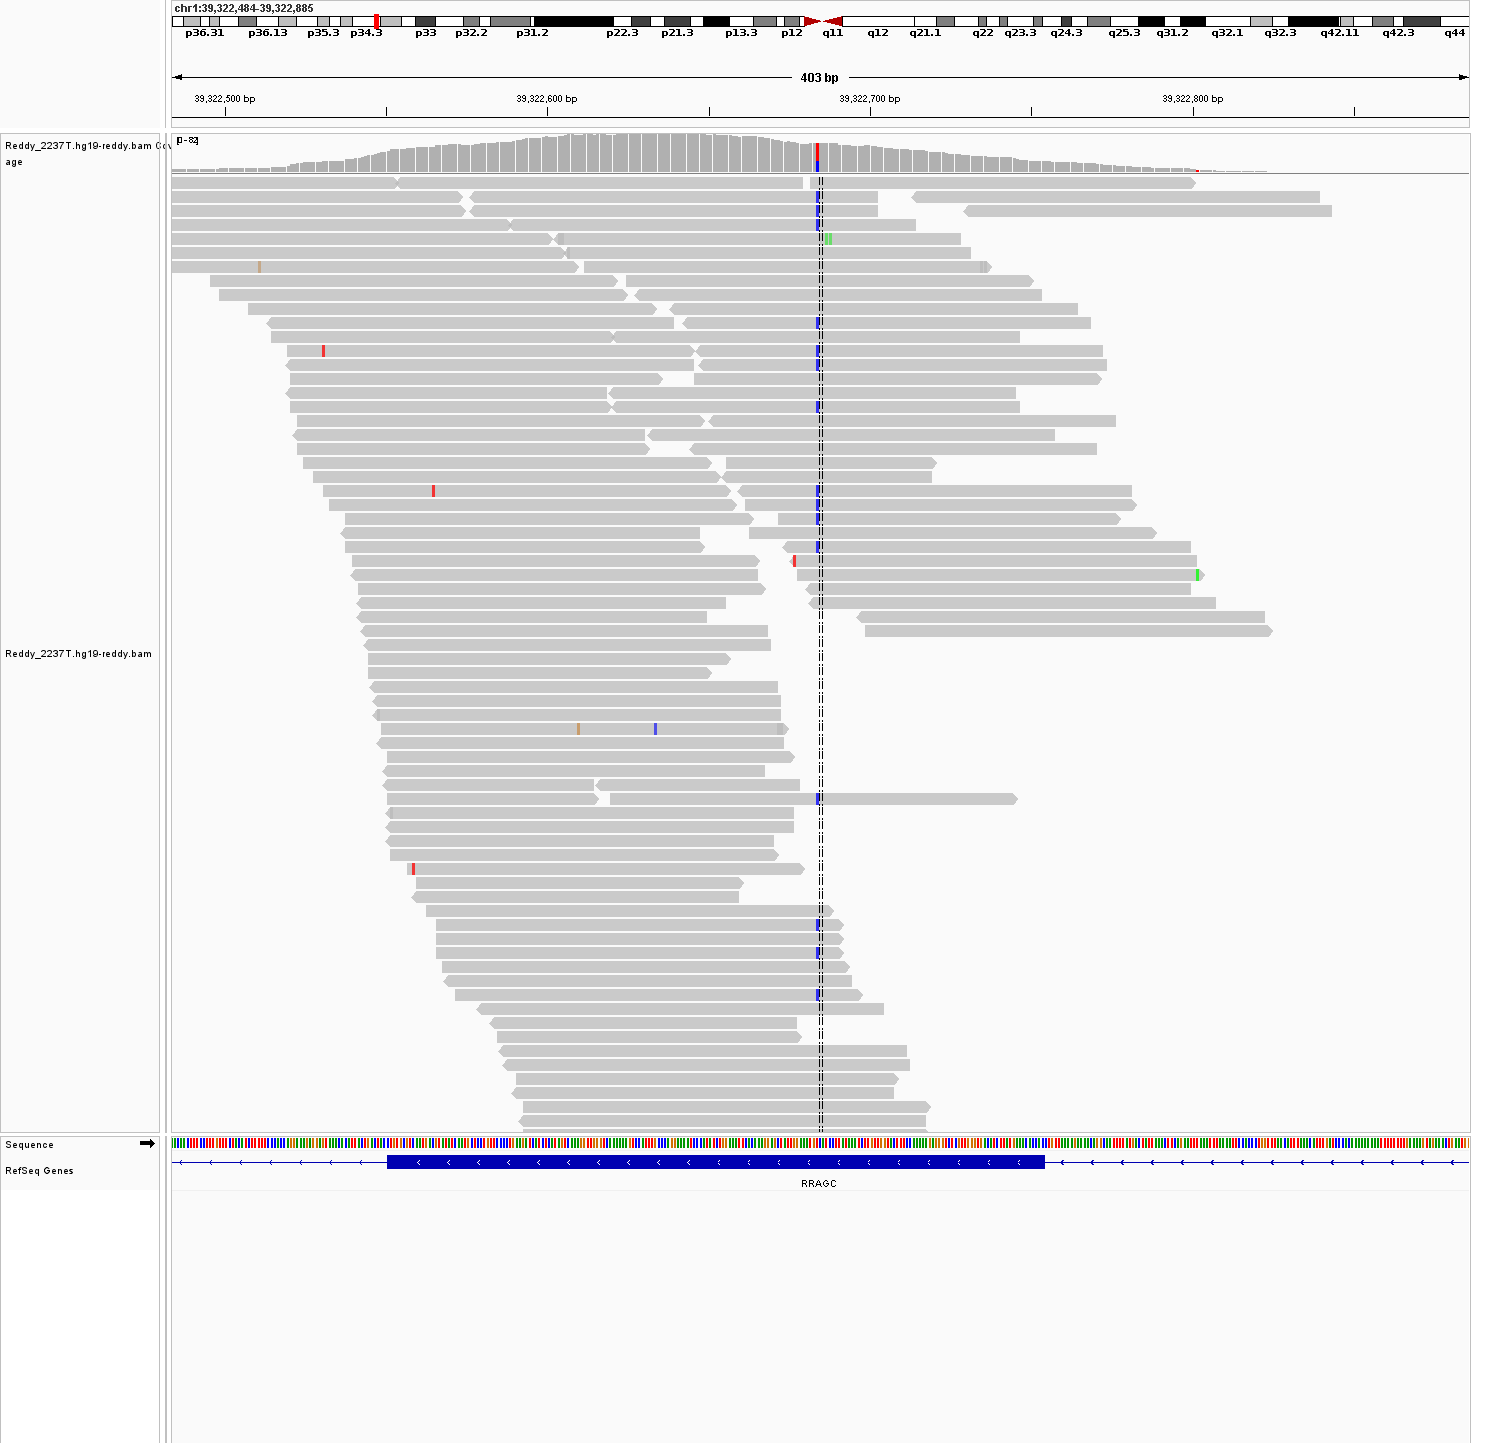 chr1:39,322,484-39,322,885
p36.31 p36.13 p35.3 p34.3 p33 p32.2 p31.2 p22.3 p21.3 p13.3 p12 q11 q12 q21.1 q22 q23.3 q24.3 q25.3 q31.2 q32.1 q32.3 q42.11 q42.3 q44
403 bp
39,322,500 bp 39,322,600 bp 39,322,700 bp 39,322,800 bp
[0 - 82]
Reddy_2237T.hg19-reddy.bam Cov
age
Reddy_2237T.hg19-reddy.bam
Sequence
RefSeq Genes
RRAGC